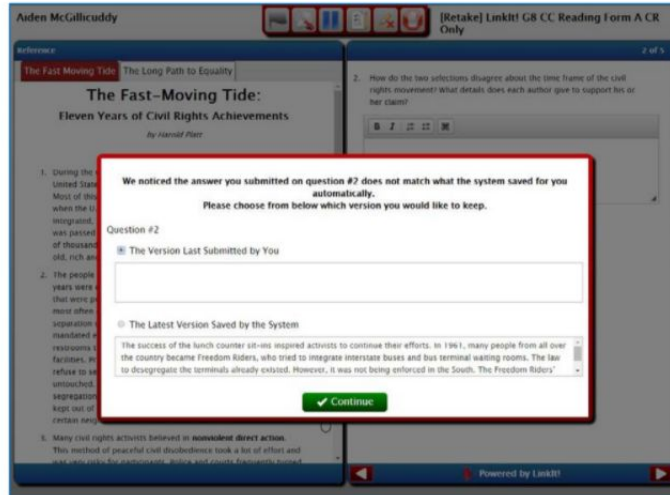 Aiden McGillicuddy
[Retake] LinkIt! G8 CC Reading Form A CR
Only
Reference
2 of 5
The Fast Moving Tide
The Long Path to Equality
The Fast-Moving Tide:
Eleven Years of Civil Rights Achievements
by Harold Platt
2. How do the two selections disagree about the time frame of the civil
rights movement? What details does each author give to support his or
her claim?
B I
1. During the
United State
Most of this
when the U.
integrated,
was passed
of thousand
old, rich an
2. The people
years were
that were p
most often
separation
mandated e
restrooms
facilities. Pr
refuse to se
untouched.
segregation
kept out of
certain neig
We noticed the answer you submitted on question #2 does not match what the system saved for you
automatically.
Please choose from below which version you would like to keep.
Question #2
The Version Last Submitted by You
The Latest Version Saved by the System
The success of the lunch counter sit-ins inspired activists to continue their efforts. In 1961, many people from all over
the country became Freedom Riders, who tried to integrate interstate buses and bus terminal waiting rooms. The law
to desegregate the terminals already existed. However, it was not being enforced in the South. The Freedom Riders'
Continue
3. Many civil rights activists believed in nonviolent direct action.
This method of peaceful civil disobedience took a lot of effort and
was very risky for participants. Police and courts frequently turned
Powered by LinkIt!